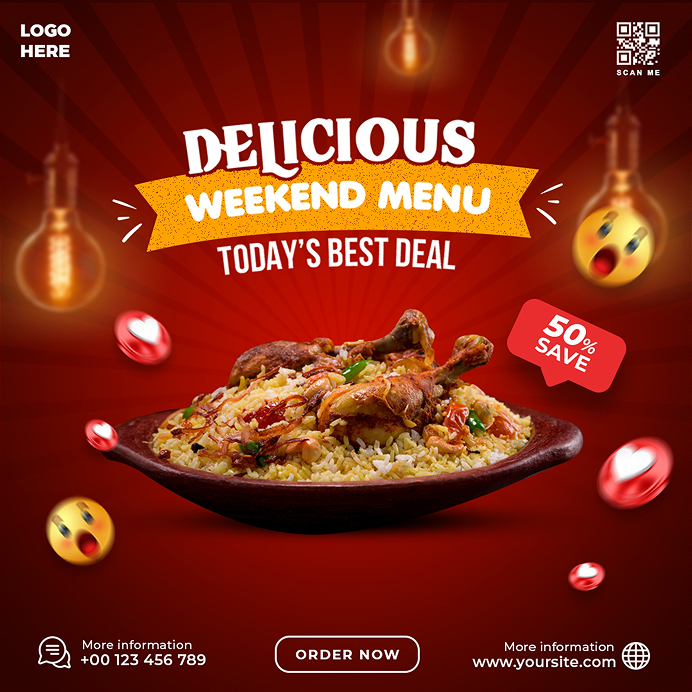 LOGO
HERE
SCAN ME
DELICIOUS
WEEKEND MENU
TODAY'S BEST DEAL
50%
SAVE
More information
+00 123 456 789
ORDER NOW
More information
www.yoursite.com